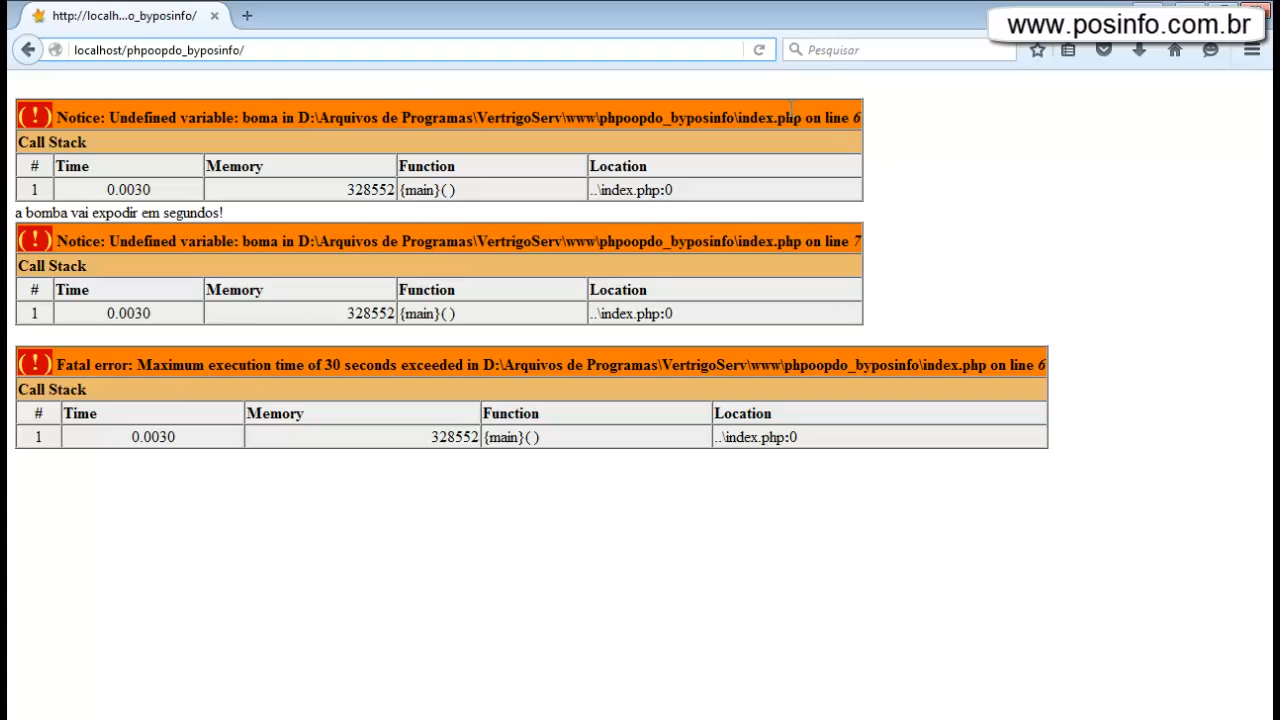 http://localh...o_byposinfo/
www.posinfo.com.br
localhost/phpoopdo_byposinfo/
Pesquisar
( ! ) Notice: Undefined variable: boma in D:\Arquivos de Programas\VertrigoServ\www\phpoopdo_byposinfo\index.php on line 6
Call Stack
# Time Memory Function Location
1 0.0030 328552 {main}( ) ..\index.php:0
a bomba vai expodir em segundos!
( ! ) Notice: Undefined variable: boma in D:\Arquivos de Programas\VertrigoServ\www\phpoopdo_byposinfo\index.php on line 7
Call Stack
# Time Memory Function Location
1 0.0030 328552 {main}( ) ..\index.php:0
( ! ) Fatal error: Maximum execution time of 30 seconds exceeded in D:\Arquivos de Programas\VertrigoServ\www\phpoopdo_byposinfo\index.php on line 6
Call Stack
# Time Memory Function Location
1 0.0030 328552 {main}( ) ..\index.php:0